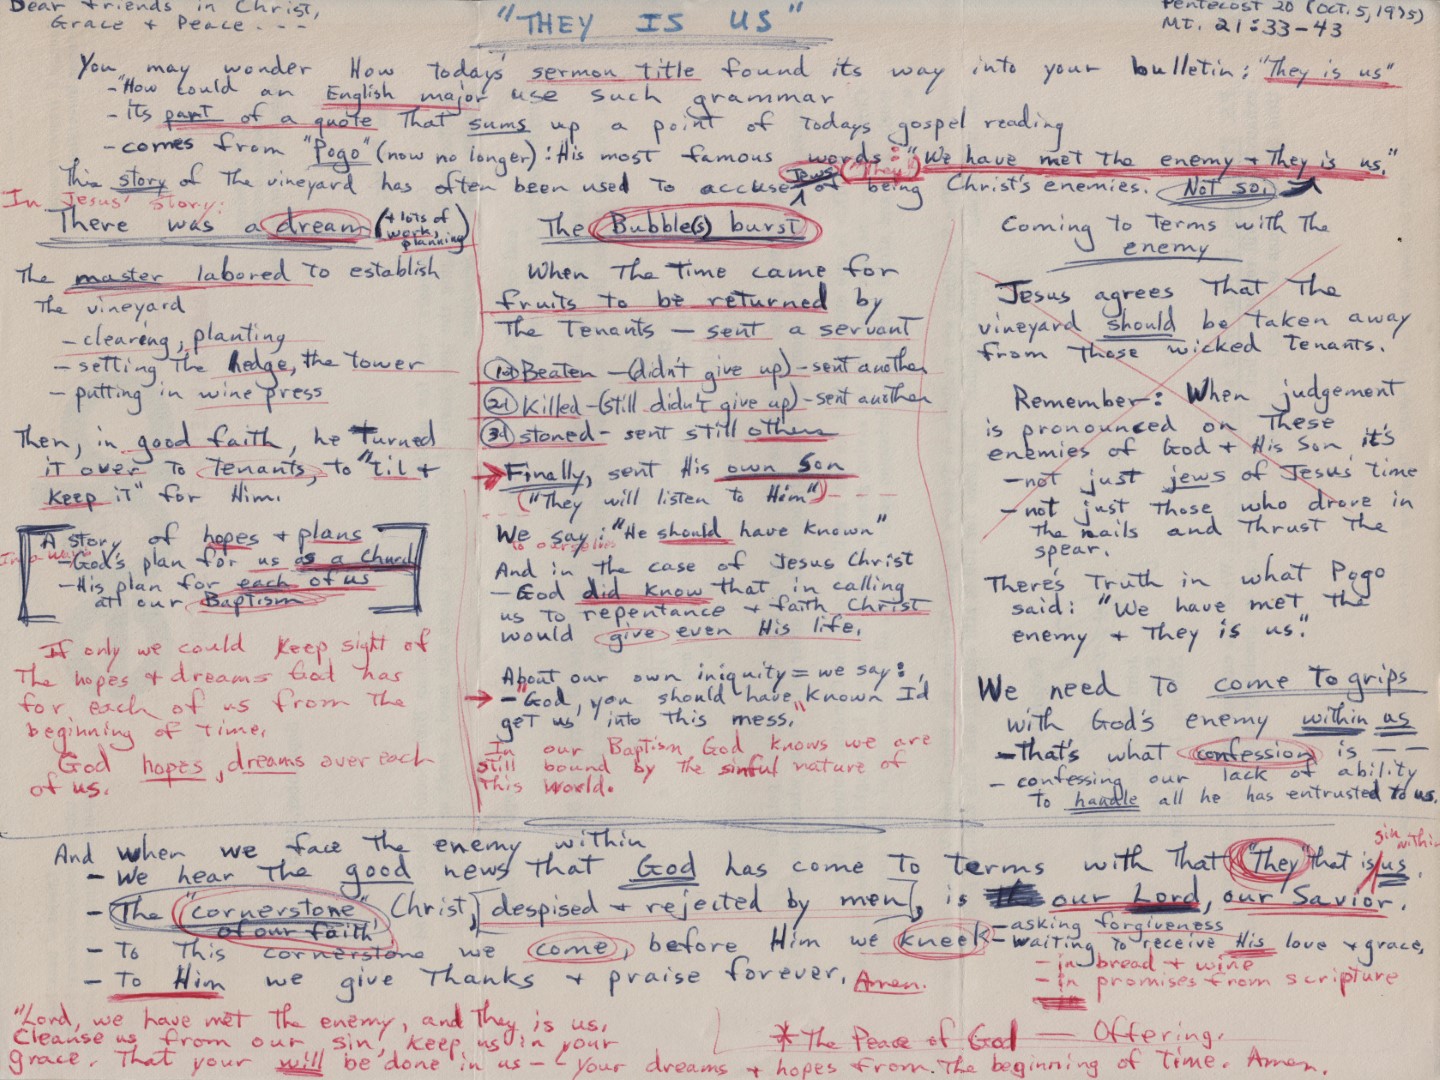 Dear friends in Christ,
Grace + Peace - - -
"THEY IS US"
Pentecost 20 (Oct. 5, 1975)
Mt. 21:33-43
You may wonder How todays sermon title found its way into your bulletin: "They is us"
- "How could an English major use such grammar
- its part of a quote that sums up a point of todays gospel reading
- comes from "Pogo" (now no longer): His most famous words: "We have met the enemy + They is us."
This story of the vineyard has often been used to accuse Jews ("They") of being Christ's enemies. Not so.
In Jesus' story:
There was a dream (+ lots of work, planning)
The master labored to establish
the vineyard
- clearing, planting
- setting the hedge, the tower
- putting in wine press
Then, in good faith, he turned
it over to tenants, to "til +
keep it" for Him.
A story of hopes + plans
In a way
- God's plan for us as a church
- His plan for each of us
at our Baptism
If only we could keep sight of
the hopes + dreams God has
for each of us from the
beginning of time.
God hopes, dreams over each
of us.
The Bubble(s) burst
When the time came for
fruits to be returned by
the tenants - sent a servant
1st Beaten - (didn't give up) - sent another
2d Killed - (still didn't give up) - sent another
3d stoned - sent still others
Finally, sent His own Son
("They will listen to Him") - - - -
We say: "He should have known"
to ourselves
And in the case of Jesus Christ
- God did know that in calling
us to repentance + faith Christ
would give even His life.
About our own iniquity = we say:
- "God, you should have known I'd
get us into this mess."
In our Baptism God knows we are
still bound by the sinful nature of
this world.
Coming to terms with the
enemy
Jesus agrees that the
vineyard should be taken away
from those wicked tenants.
Remember: When judgement
is pronounced on these
enemies of God + His Son, it's
- not just jews of Jesus' time
- not just those who drove in
the nails and thrust the
spear.
There's truth in what Pogo
said: "We have met the
enemy + They is us."
We need to come to grips
with God's enemy within as
- That's what confession is - - -
- confessing our lack of ability
to handle all he has entrusted to us.
And when we face the enemy within
- We hear the good news that God has come to terms with that "They" that is us.
sin within
- The "cornerstone" Christ, [despised + rejected by men], is our Lord, our Savior.
of our faith
- To this cornerstone we come, before Him we kneel
- asking forgiveness
- waiting to receive His love + grace,
- in bread + wine
- in promises from scripture
- To Him we give thanks + praise forever. Amen.
"Lord, we have met the enemy, and they is us.
Cleanse us from our sin, keep us in your
grace. That your will be done in us - your dreams + hopes from the beginning of time. Amen.
* The Peace of God — Offering.